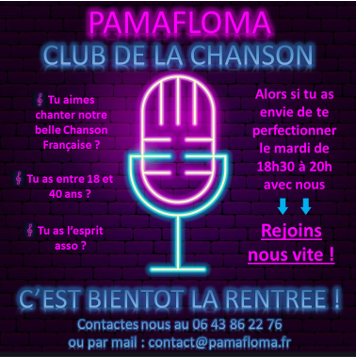 PAMAFLOMA
CLUB DE LA CHANSON
Tu aimes
chanter notre
belle Chanson
Française ?
Tu as entre 18 et
40 ans ?
Tu as l'esprit
asso ?
Alors si tu as
envie de te
perfectionner
le mardi de
18h30 à 20h
avec nous
Rejoins
nous vite !
C'EST BIENTOT LA RENTREE !
Contactes nous au 06 43 86 22 76
ou par mail : contact@pamafloma.fr